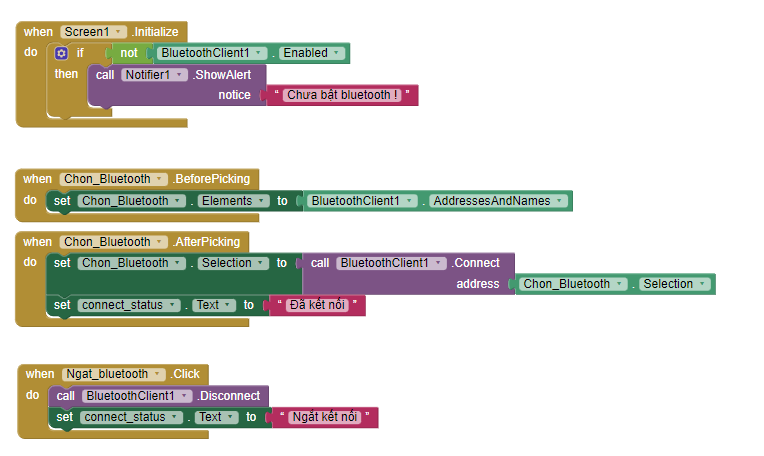 when Screen1 .Initialize
do if not BluetoothClient1 . Enabled
then call Notifier1 .ShowAlert
notice " Chưa bật bluetooth ! "
when Chon_Bluetooth .BeforePicking
do set Chon_Bluetooth . Elements to BluetoothClient1 . AddressesAndNames
when Chon_Bluetooth .AfterPicking
do set Chon_Bluetooth . Selection to call BluetoothClient1 .Connect
address Chon_Bluetooth . Selection
set connect_status . Text to " Đã kết nối "
when Ngat_bluetooth .Click
do call BluetoothClient1 .Disconnect
set connect_status . Text to " Ngắt kết nối "